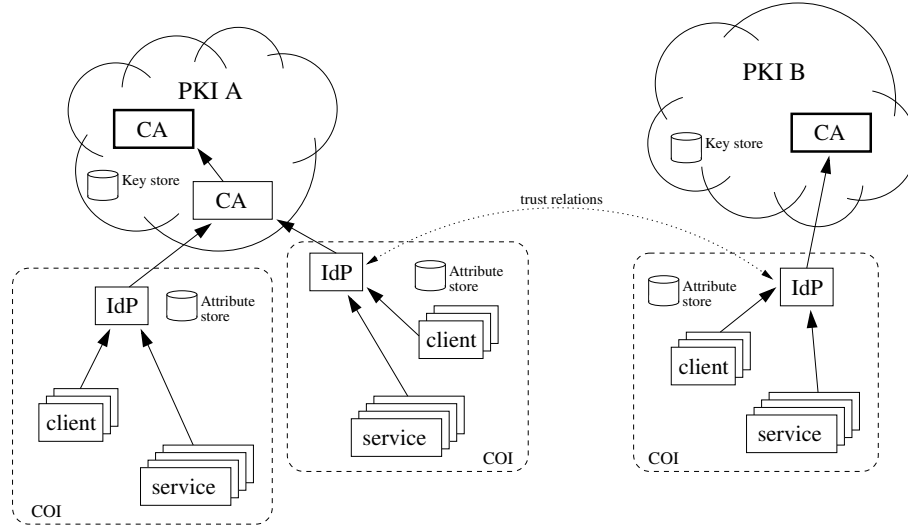 PKI A
CA
Key store
CA
PKI B
CA
Key store
trust relations
IdP
Attribute
store
client
service
COI
IdP
Attribute
store
client
service
COI
IdP
Attribute
store
client
service
COI